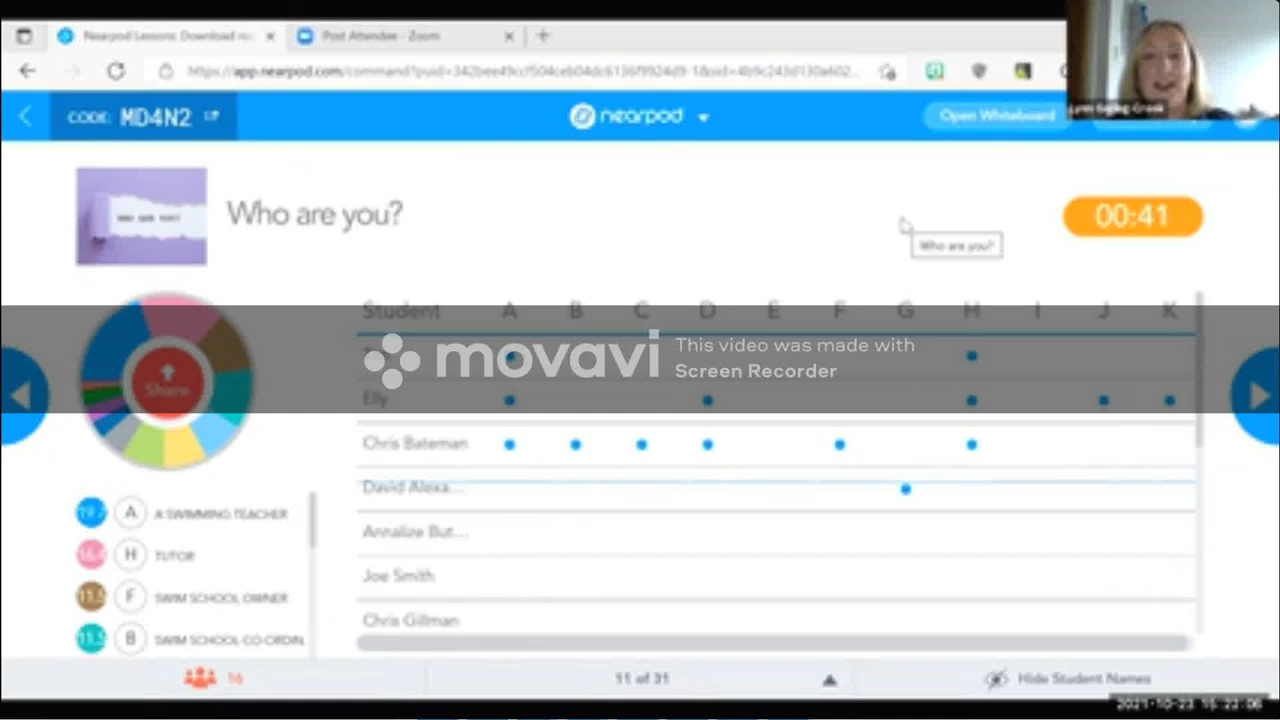 Nearpod Lessons: Download
Post Attendee - Zoom
CODE: MD4N2
nearpod
Open Whiteboard
WHO ARE YOU?
Who are you?
00:41
Who are you?
Student A B C D E F G H I J K
movavi
This video was made with
Screen Recorder
Share
Elly
Chris Bateman
David Alexa...
Annalize But...
Joe Smith
Chris Gillman
A A SWIMMING TEACHER
H TUTOR
F SWIM SCHOOL OWNER
B SWIM SCHOOL CO-ORDIN
16
11 of 31
Hide Student Names
2021-10-23 15:22:06